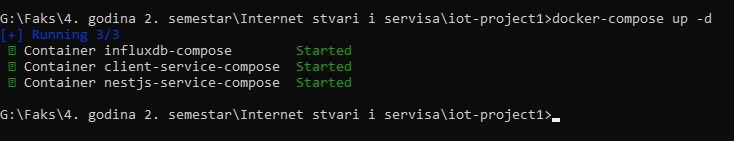 G:\Faks\4. godina 2. semestar\Internet stvari i servisa\iot-project1>docker-compose up -d
[+] Running 3/3
Container influxdb-compose Started
Container client-service-compose Started
Container nestjs-service-compose Started
G:\Faks\4. godina 2. semestar\Internet stvari i servisa\iot-project1>